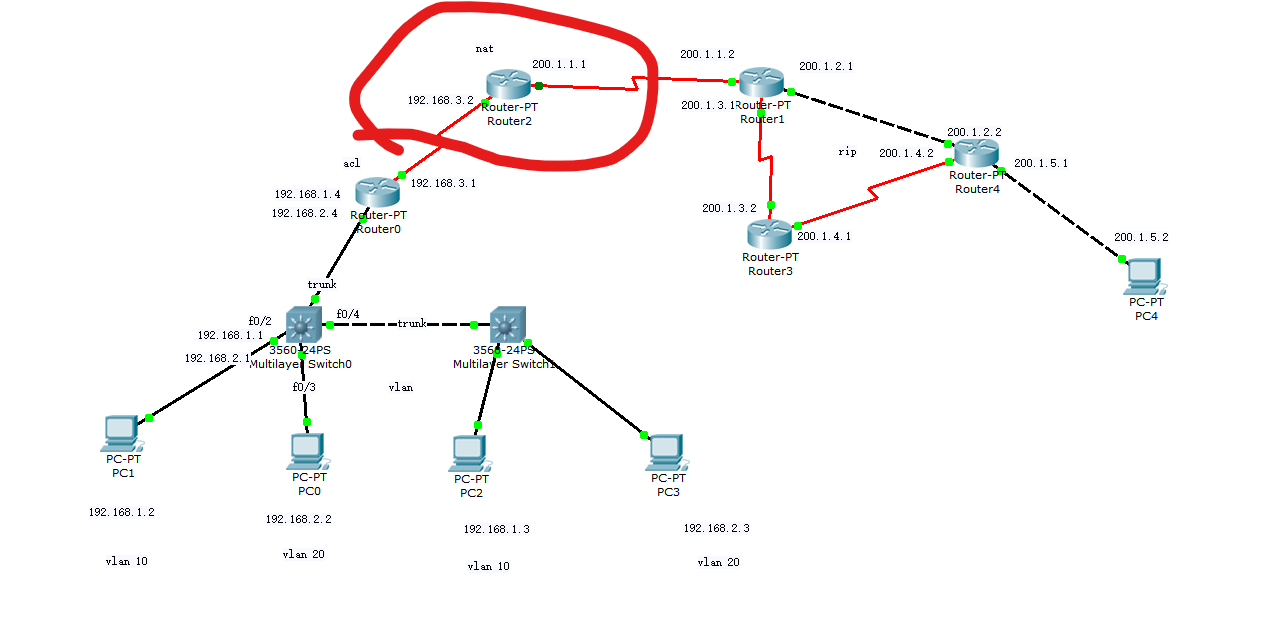 nat
200.1.1.1
200.1.1.2
200.1.2.1
192.168.3.2
Router-PT
Router2
200.1.3.1
Router-PT
Router1
rip
200.1.4.2
200.1.2.2
Router-PT
Router4
200.1.5.1
acl
192.168.3.1
192.168.1.4
192.168.2.4
Router-PT
Router0
200.1.3.2
200.1.4.1
Router-PT
Router3
200.1.5.2
PC-PT
PC4
trunk
f0/2
f0/4
trunk
192.168.1.1
192.168.2.1
3560-24PS
Multilayer Switch0
3560-24PS
Multilayer Switch1
f0/3
vlan
PC-PT
PC1
PC-PT
PC0
PC-PT
PC2
PC-PT
PC3
192.168.1.2
192.168.2.2
192.168.1.3
192.168.2.3
vlan 10
vlan 20
vlan 10
vlan 20